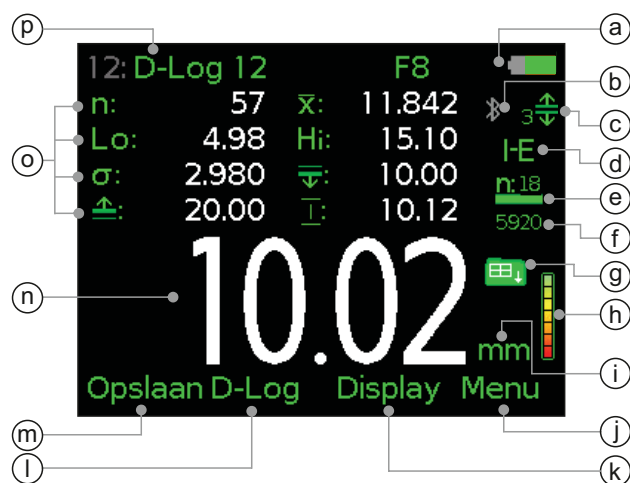 p
a
12: D-Log 12 F8
b
n: 57 x̅: 11.842
3
c
Lo: 4.98 Hi: 15.10
I-E
d
o
σ: 2.980 10.00
n: 18
e
20.00 10.12
5920
f
g
n
10.02
h
mm
i
Opslaan D-Log Display Menu
m
l
k
j